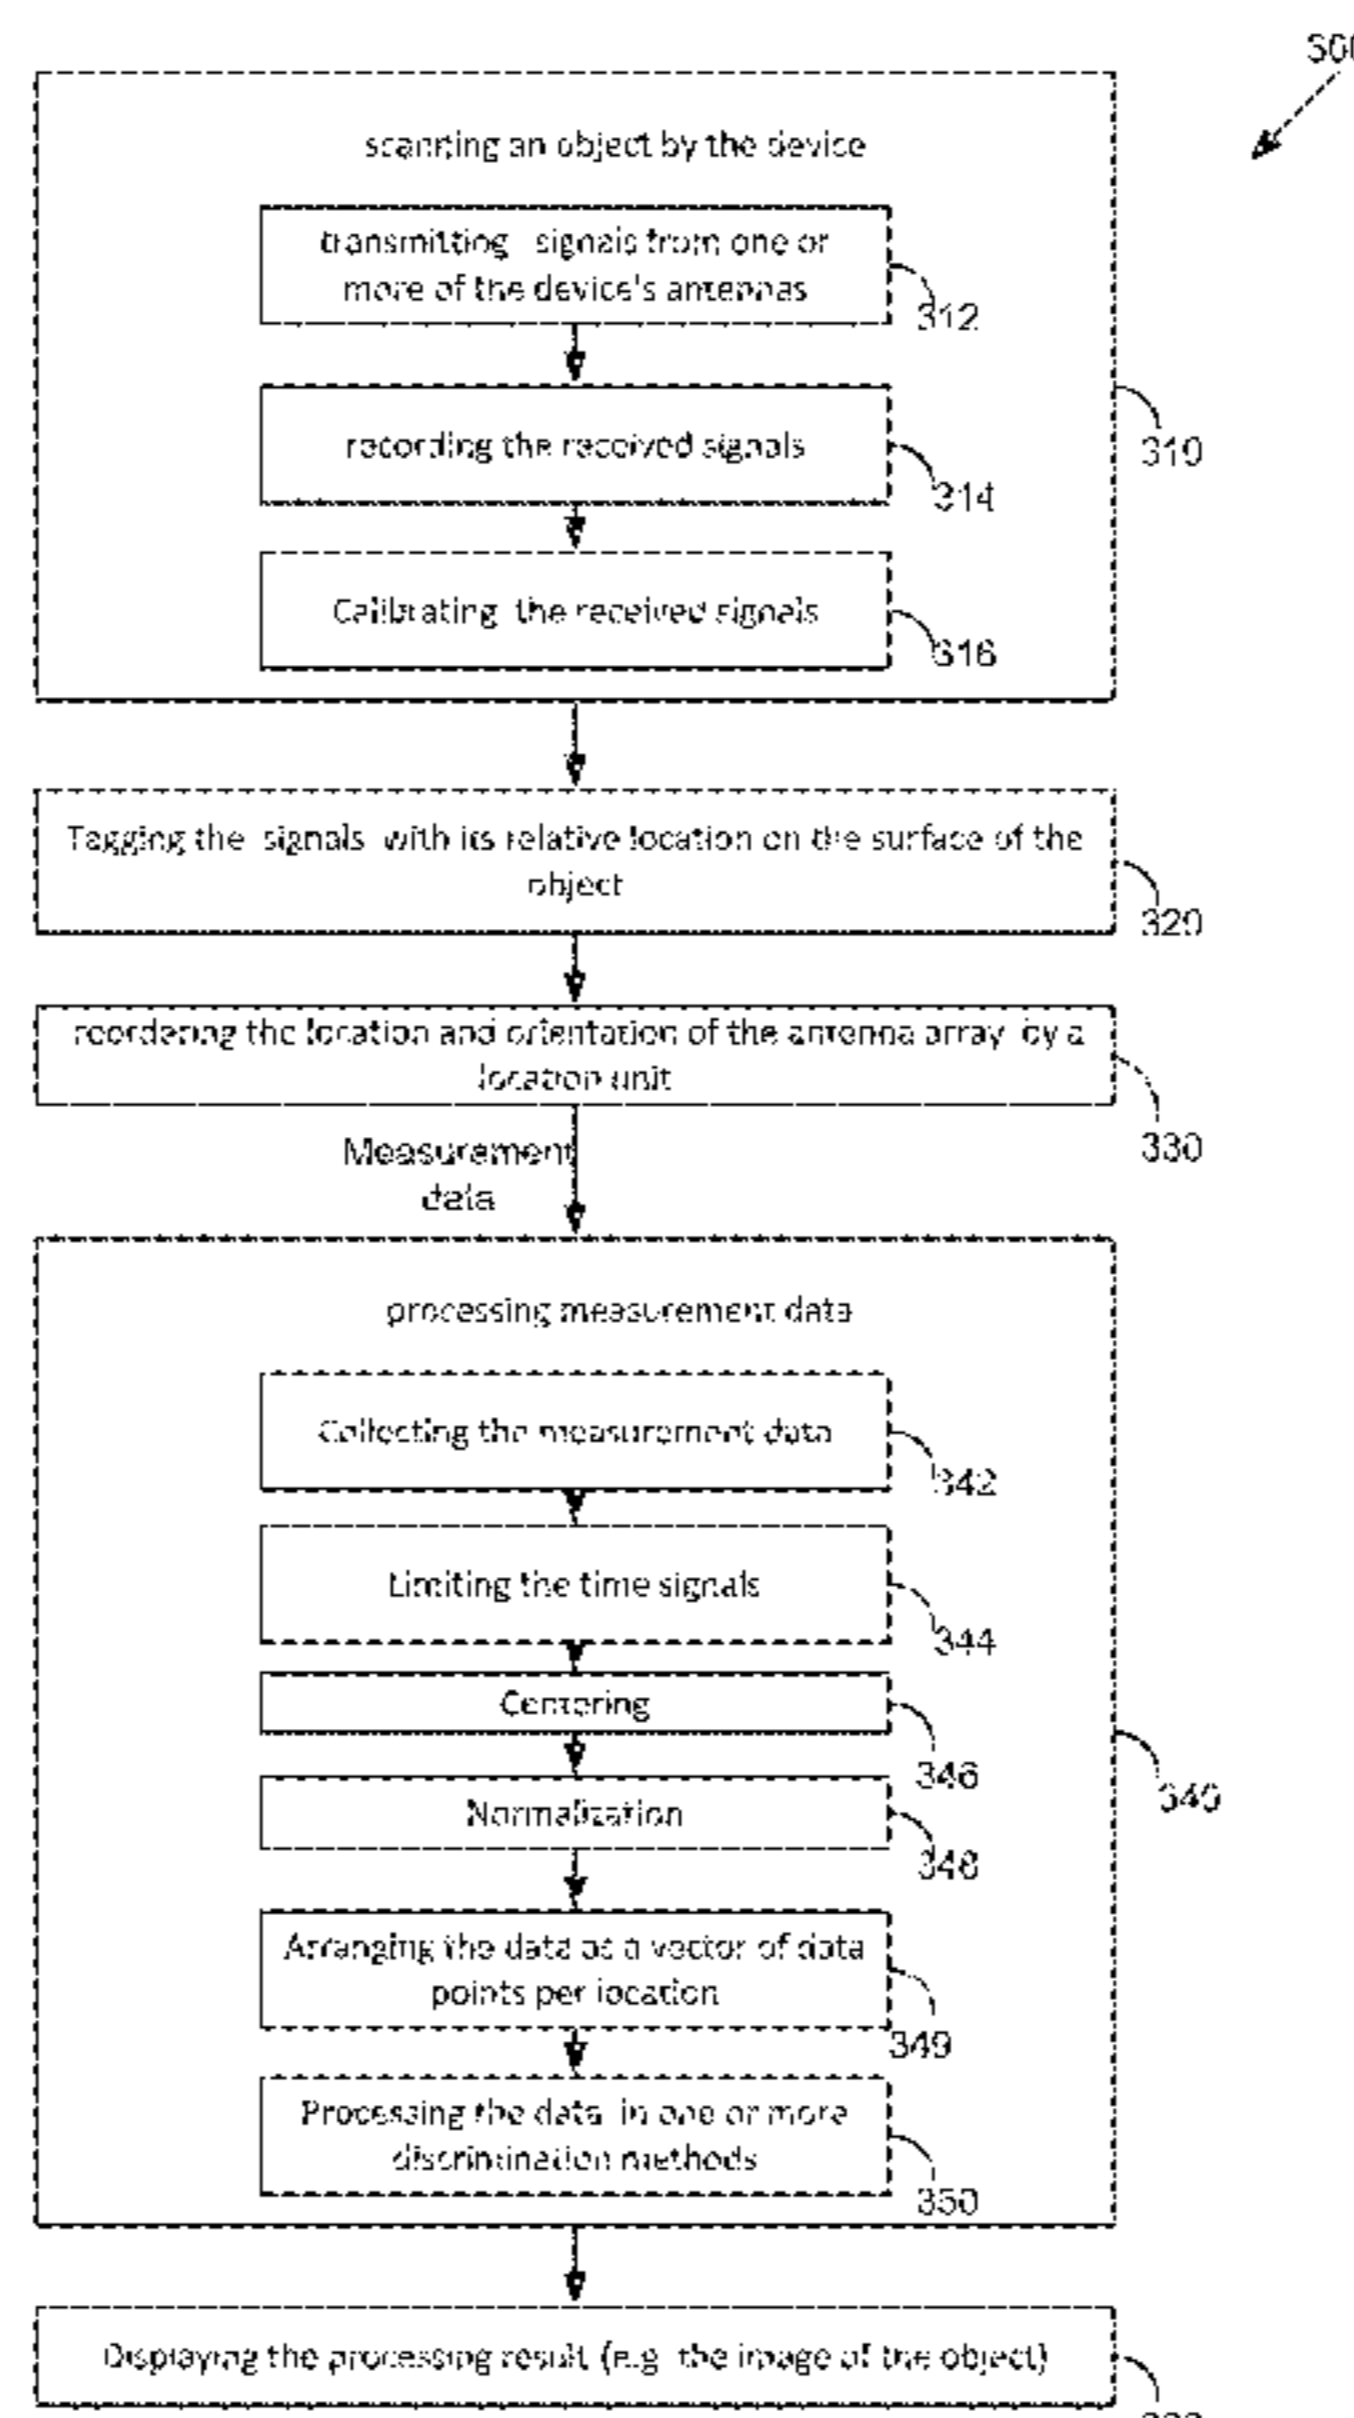 scanning an object by the device
transmitting signals from one or
more of the device's antennas
312
recording the received signals
314
310
Calibrating the received signals
316
Tagging the signals with its relative location on the surface of the
object
320
recording the location and orientation of the antenna array by a
location unit
330
Measurement
data
processing measurement data
Collecting the measurement data
342
Limiting the time signals
344
Centering
346
340
Normalization
348
Arranging the data as a vector of data
points per location
349
Processing the data in one or more
discrimination methods
350
Displaying the processing result (e.g. the image of the object)